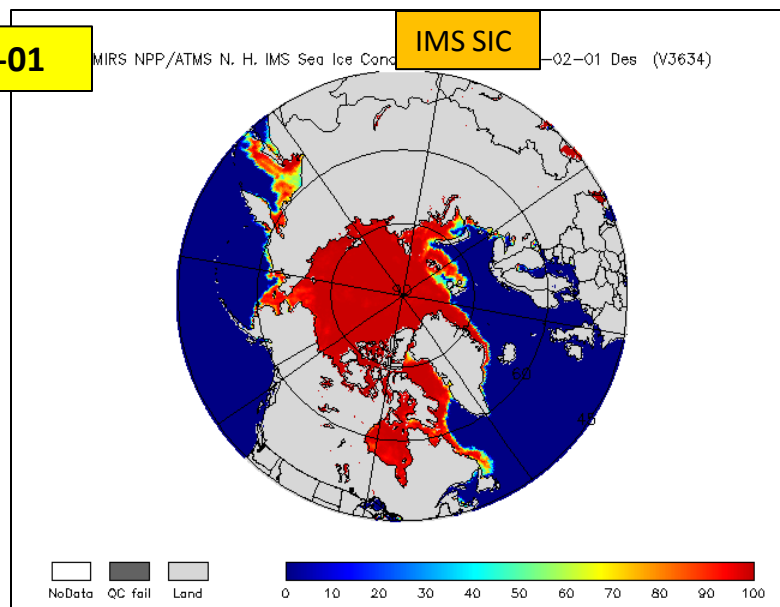 -01
MIRS NPP/ATMS N. H. IMS Sea Ice Conc
IMS SIC
-02-01 Des (V3634)
90
60
45
NoData
QC fail
Land
0 10 20 30 40 50 60 70 80 90 100